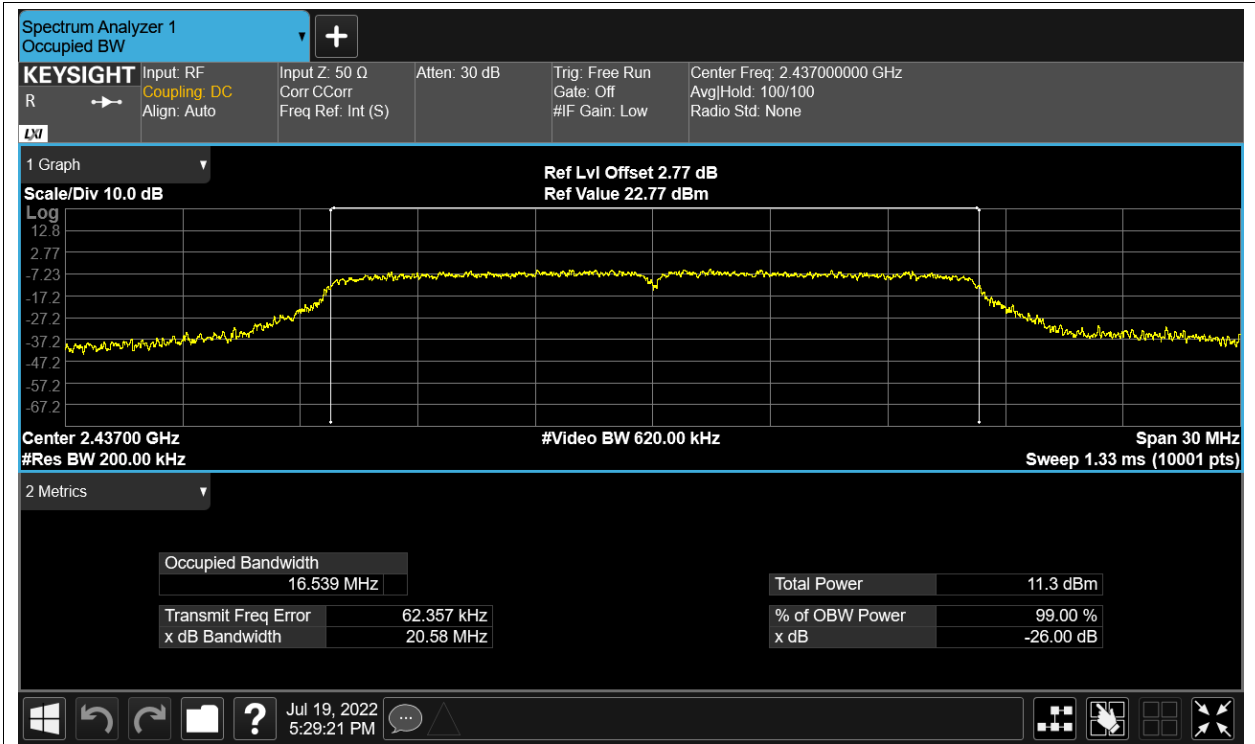 Spectrum Analyzer 1
Occupied BW
KEYSIGHT
R
LXI
Input: RF
Coupling: DC
Align: Auto
Input Z: 50 Ω
Corr CCorr
Freq Ref: Int (S)
Atten: 30 dB
Trig: Free Run
Gate: Off
#IF Gain: Low
Center Freq: 2.437000000 GHz
Avg|Hold: 100/100
Radio Std: None
1 Graph
Scale/Div 10.0 dB
Ref Lvl Offset 2.77 dB
Ref Value 22.77 dBm
Log
12.8
2.77
-7.23
-17.2
-27.2
-37.2
-47.2
-57.2
-67.2
Center 2.43700 GHz
#Video BW 620.00 kHz
Span 30 MHz
#Res BW 200.00 kHz
Sweep 1.33 ms (10001 pts)
2 Metrics
Occupied Bandwidth
16.539 MHz
Total Power 11.3 dBm
Transmit Freq Error 62.357 kHz
% of OBW Power 99.00 %
x dB Bandwidth 20.58 MHz
x dB -26.00 dB
?
Jul 19, 2022
5:29:21 PM